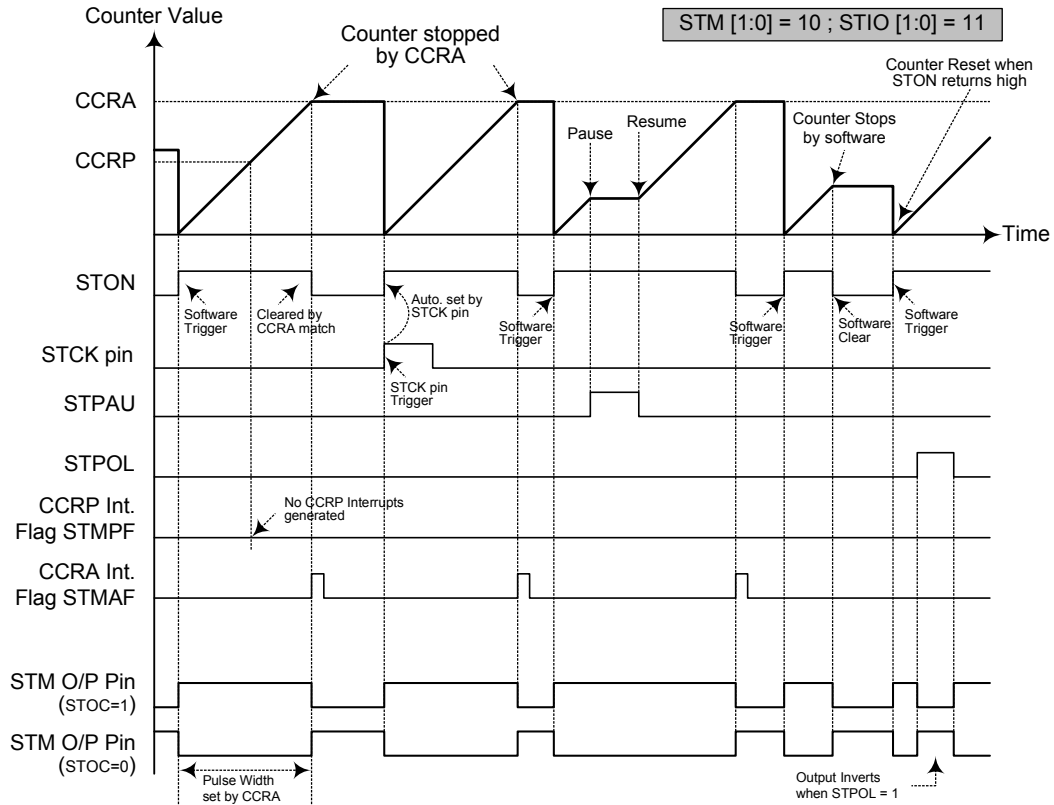 Counter Value
STM [1:0] = 10 ; STIO [1:0] = 11
Counter stopped
by CCRA
Counter Reset when
STON returns high
CCRA
Pause
Resume
Counter Stops
by software
CCRP
Time
STON
Software
Trigger
Cleared by
CCRA match
Auto. set by
STCK pin
Software
Trigger
Software
Trigger
Software
Clear
Software
Trigger
STCK pin
STCK pin
Trigger
STPAU
STPOL
CCRP Int.
Flag STMPF
No CCRP Interrupts
generated
CCRA Int.
Flag STMAF
STM O/P Pin
(STOC=1)
STM O/P Pin
(STOC=0)
Pulse Width
set by CCRA
Output Inverts
when STPOL = 1